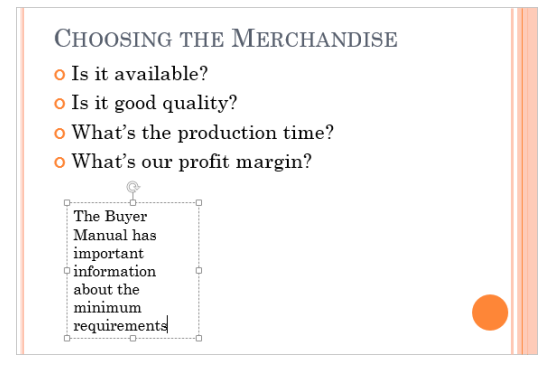 CHOOSING THE MERCHANDISE
Is it available?
Is it good quality?
What's the production time?
What's our profit margin?
The Buyer
Manual has
important
information
about the
minimum
requirements